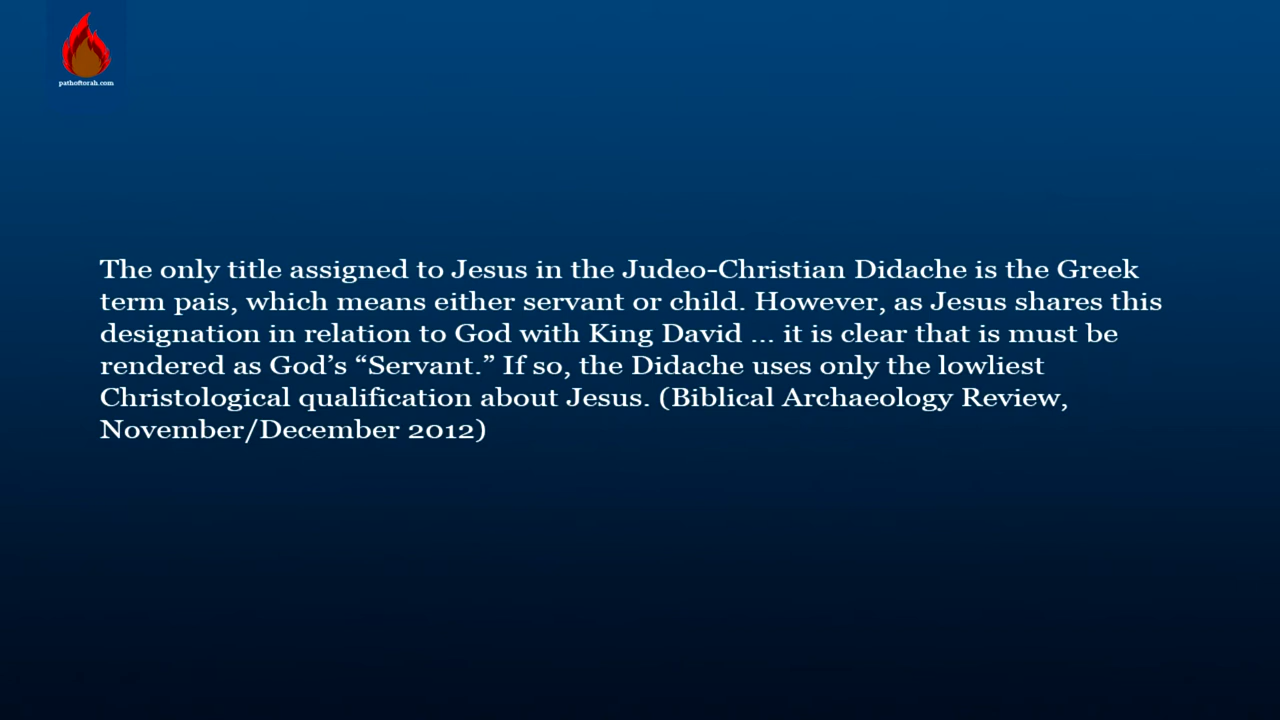 pathoftorah.com
The only title assigned to Jesus in the Judeo-Christian Didache is the Greek
term pais, which means either servant or child. However, as Jesus shares this
designation in relation to God with King David ... it is clear that is must be
rendered as God’s “Servant.” If so, the Didache uses only the lowliest
Christological qualification about Jesus. (Biblical Archaeology Review,
November/December 2012)